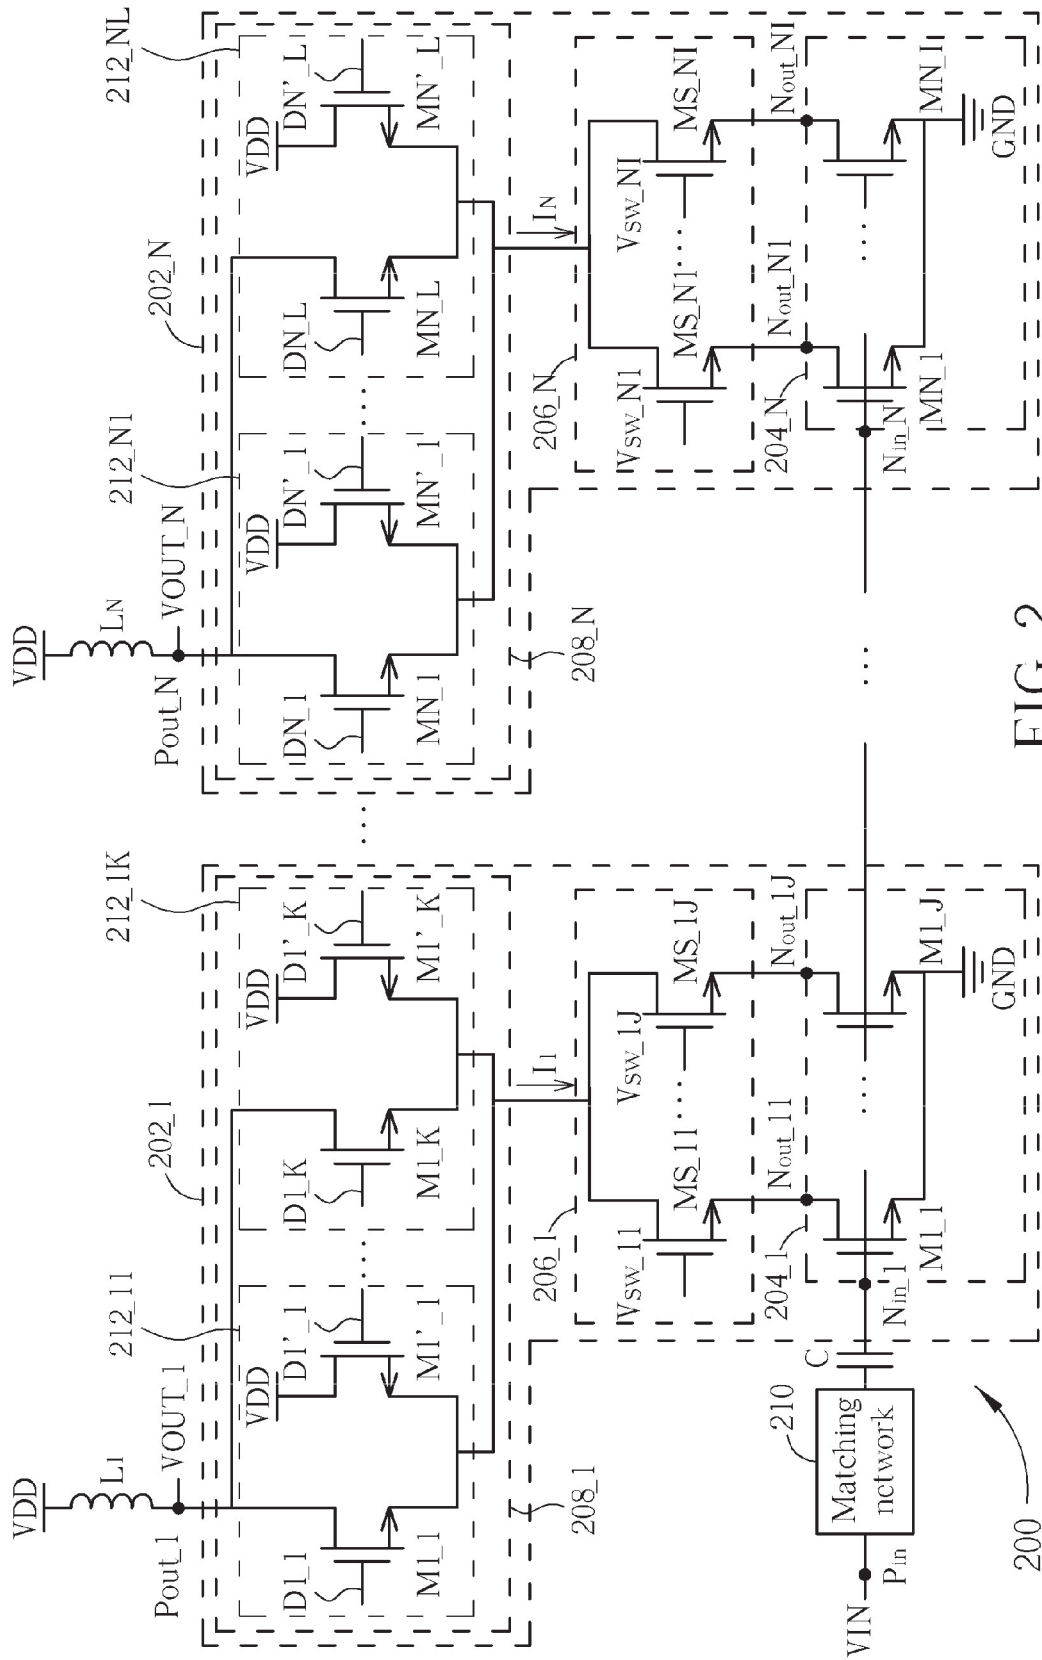 VDD L1 VDD LN
Pout_1 VOUT_1 202_1 212_1K Pout_N VOUT_N 202_N 212_NL
212_11 212_N1
D1_1 VDD D1'_1 D1_K VDD D1'_K DN_1 VDD DN'_1 DN_L VDD DN'_L
... ... ... ...
M1_1 M1'_1 M1_K M1'_K MN_1 MN'_1 MN_L MN'_L
208_1 I1 208_N IN
206_1 206_N
VSW_11 VSW_1J VSW_N1 VSW_NI
MS_11 .... MS_1J MS_N1 .... MS_NI
204_1 Nout_11 Nout_1J 204_N Nout_N1 Nout_NI
210 C
VIN Pin Matching
network
Nin_1 ... ... Nin_N ...
M1_1 M1_J MN_1 MN_I
GND GND
200
FIG. 2